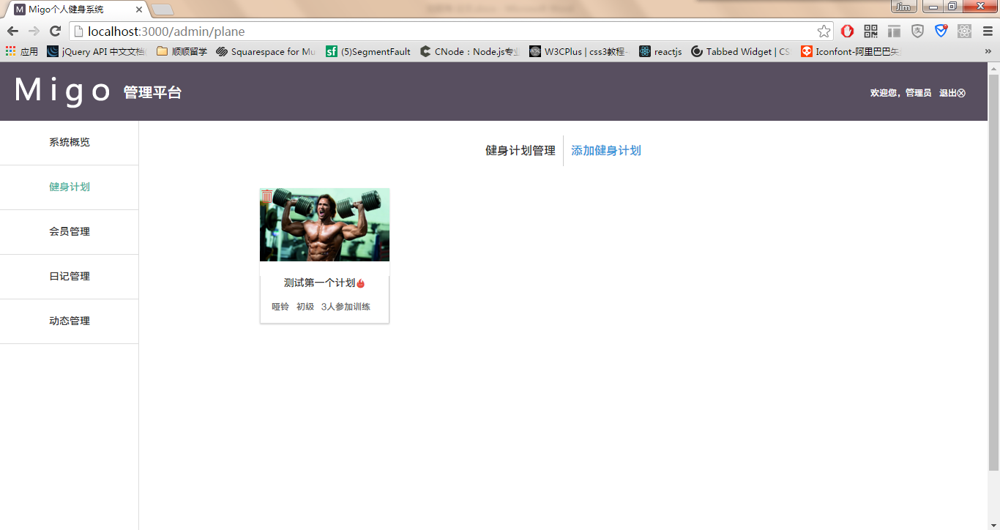 Migo个人健身系统
Jim
localhost:3000/admin/plane
应用 jQuery API 中文文档 顺顺留学 Squarespace for Mu (5)SegmentFault CNode：Node.js专业 W3CPlus | css3教程- reactjs Tabbed Widget | CS Iconfont-阿里巴巴矢 »
Migo 管理平台 欢迎您，管理员 退出
系统概览
健身计划管理 添加健身计划
健身计划
会员管理
日记管理
动态管理
测试第一个计划
哑铃 初级 3人参加训练